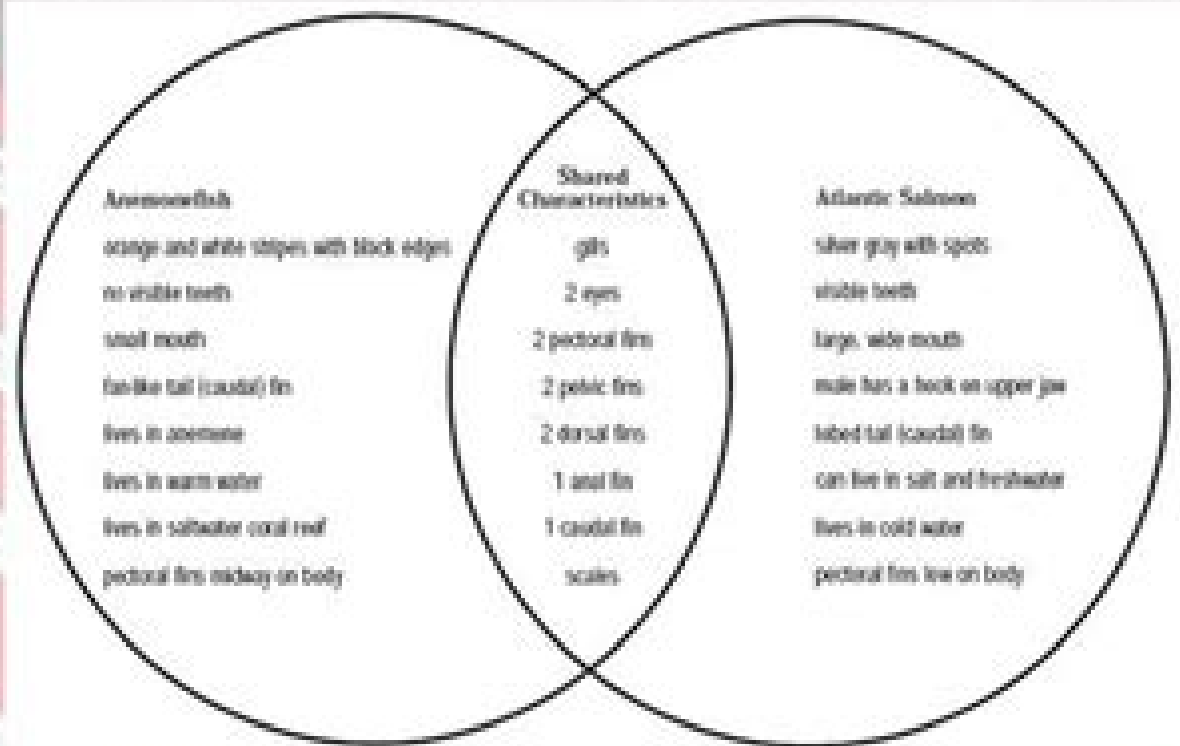 Anemonefish
orange and white stripes with black edges
no visible teeth
small mouth
fan-like tail (caudal) fin
lives in anemone
lives in warm water
lives in saltwater coral reef
pectoral fins midway on body
Shared
Characteristics
gills
2 eyes
2 pectoral fins
2 pelvic fins
2 dorsal fins
1 anal fin
1 caudal fin
scales
Atlantic Salmon
silver gray with spots
visible teeth
large, wide mouth
male has a hook on upper jaw
lobed tail (caudal) fin
can live in salt and freshwater
lives in cold water
pectoral fins low on body